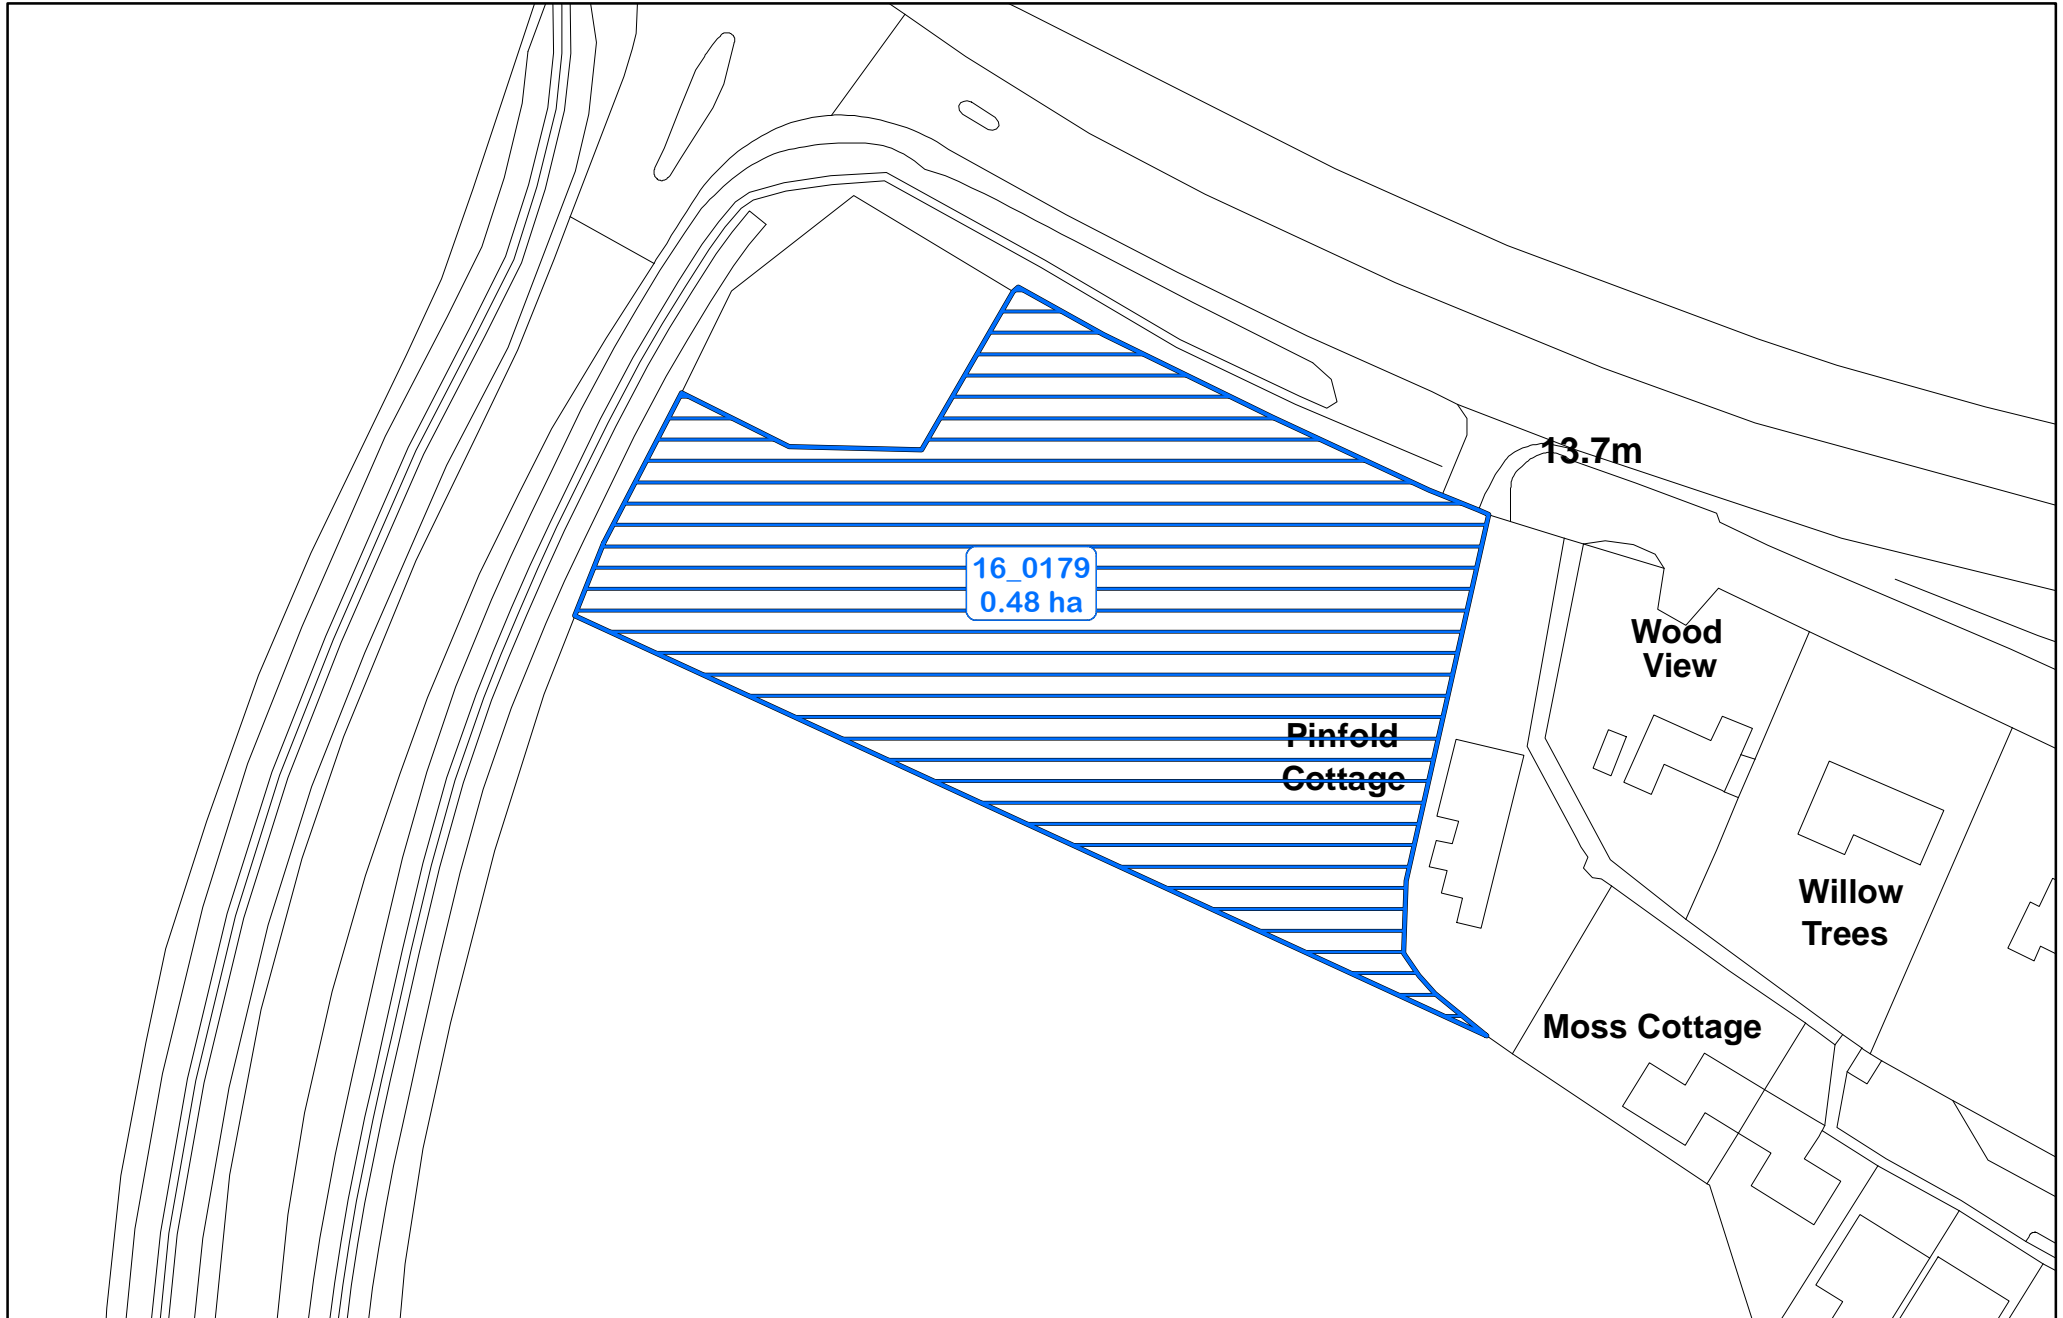 13.7m
16_0179
0.48 ha
Wood
View
Pinfold
Cottage
Willow
Trees
Moss Cottage